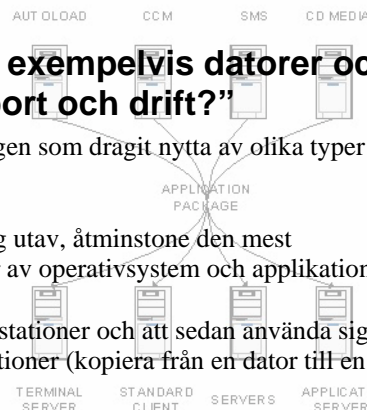 AUTOLOAD CCM SMS CD MEDIA
exempelvis datorer oc
port och drift?”
gen som dragit nytta av olika typer
APPLICATION
PACKAGE
g utav, åtminstone den mest
av operativsystem och applikation
stationer och att sedan använda sig
tioner (kopiera från en dator till en
TERMINAL STANDARD SERVERS APPLICAT
SERVER CLIENT SERVER